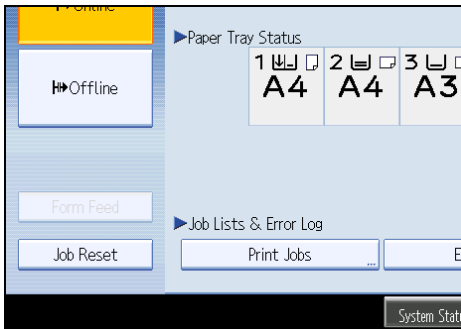 Online
Paper Tray Status
1 2 3
A4 A4 A3
Offline
Form Feed
Job Lists & Error Log
Job Reset
Print Jobs
E
System Stat